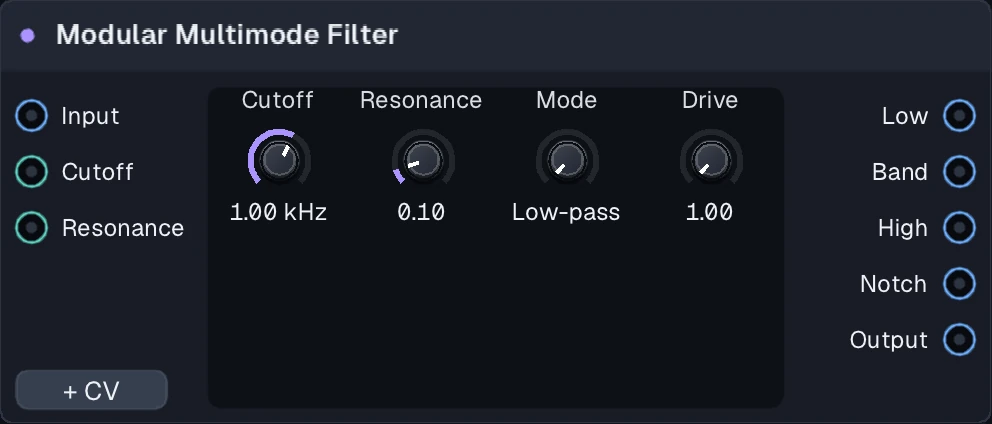 Modular Multimode Filter
Input
Cutoff
Resonance
+ CV
Cutoff Resonance Mode Drive
1.00 kHz 0.10 Low-pass 1.00
Low
Band
High
Notch
Output